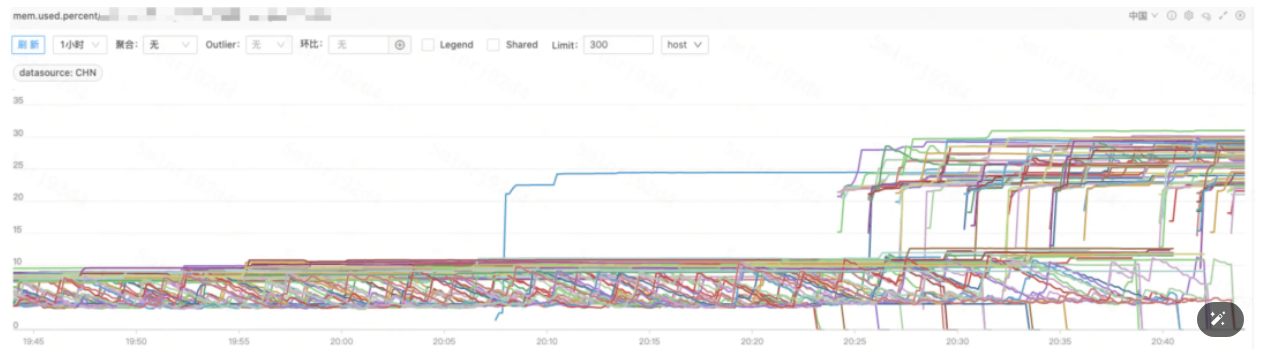 mem.used.percent/
中国
刷新 1小时 聚合: 无 Outlier: 无 环比: 无 Legend Shared Limit: 300 host
datasource: CHN
35
30
25
20
15
10
5
0
19:45 19:50 19:55 20:00 20:05 20:10 20:15 20:20 20:25 20:30 20:35 20:40